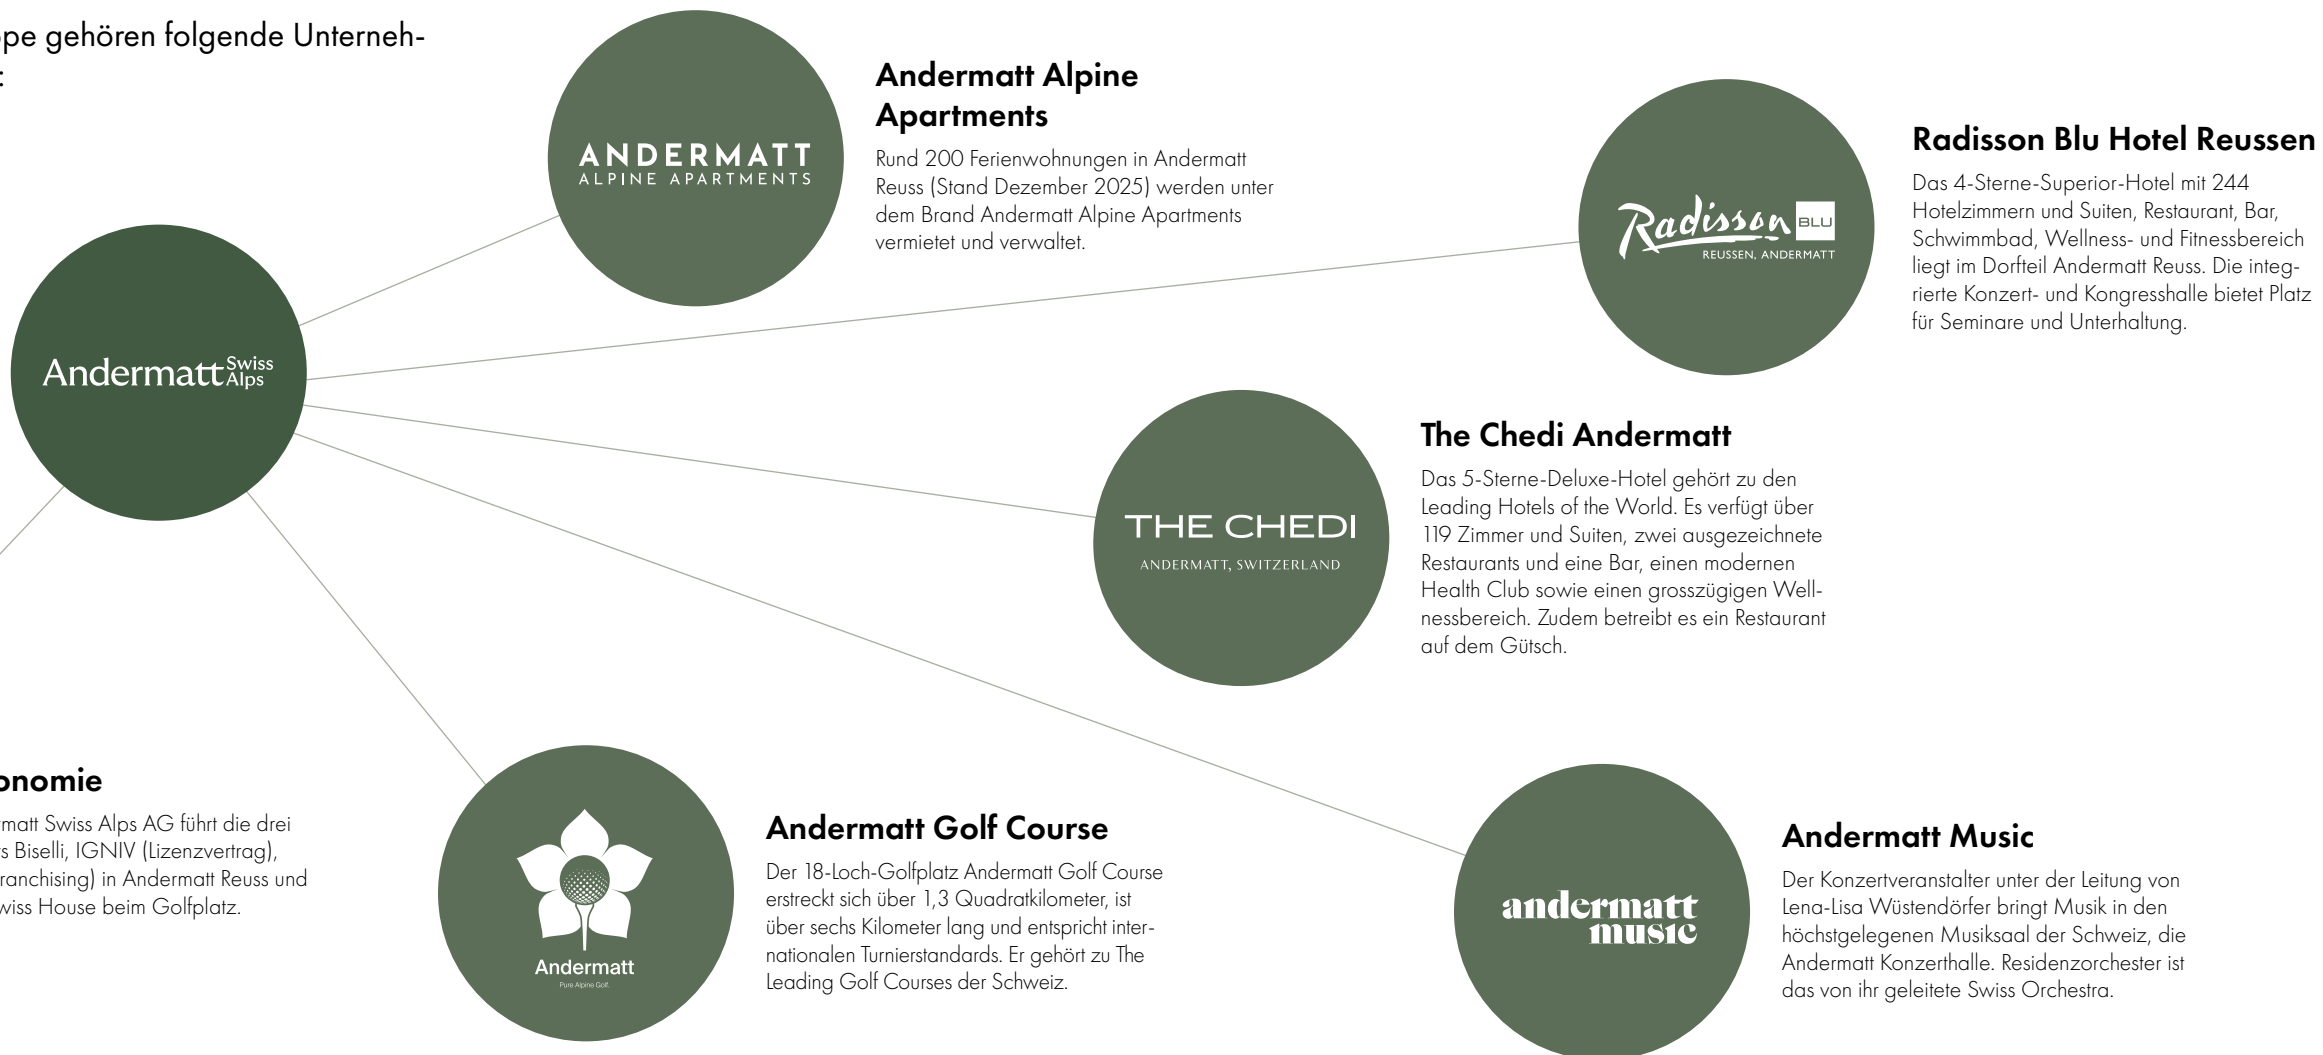 ppe gehören folgende Unterneh-
:
ANDERMATT
ALPINE APARTMENTS
Andermatt Alpine
Apartments
Rund 200 Ferienwohnungen in Andermatt
Reuss (Stand Dezember 2025) werden unter
dem Brand Andermatt Alpine Apartments
vermietet und verwaltet.
Radisson BLU
REUSSEN, ANDERMATT
Radisson Blu Hotel Reussen
Das 4-Sterne-Superior-Hotel mit 244
Hotelzimmern und Suiten, Restaurant, Bar,
Schwimmbad, Wellness- und Fitnessbereich
liegt im Dorfteil Andermatt Reuss. Die integ-
rierte Konzert- und Kongresshalle bietet Platz
für Seminare und Unterhaltung.
Andermatt Swiss
Alps
THE CHEDI
ANDERMATT, SWITZERLAND
The Chedi Andermatt
Das 5-Sterne-Deluxe-Hotel gehört zu den
Leading Hotels of the World. Es verfügt über
119 Zimmer und Suiten, zwei ausgezeichnete
Restaurants und eine Bar, einen modernen
Health Club sowie einen grosszügigen Well-
nessbereich. Zudem betreibt es ein Restaurant
auf dem Gütsch.
onomie
matt Swiss Alps AG führt die drei
s Biselli, IGNIV (Lizenzvertrag),
ranchising) in Andermatt Reuss und
wiss House beim Golfplatz.
Andermatt
Pure Alpine Golf.
Andermatt Golf Course
Der 18-Loch-Golfplatz Andermatt Golf Course
erstreckt sich über 1,3 Quadratkilometer, ist
über sechs Kilometer lang und entspricht inter-
nationalen Turnierstandards. Er gehört zu The
Leading Golf Courses der Schweiz.
andermatt
music
Andermatt Music
Der Konzertveranstalter unter der Leitung von
Lena-Lisa Wüstendörfer bringt Musik in den
höchstgelegenen Musiksaal der Schweiz, die
Andermatt Konzerthalle. Residenzorchester ist
das von ihr geleitete Swiss Orchestra.